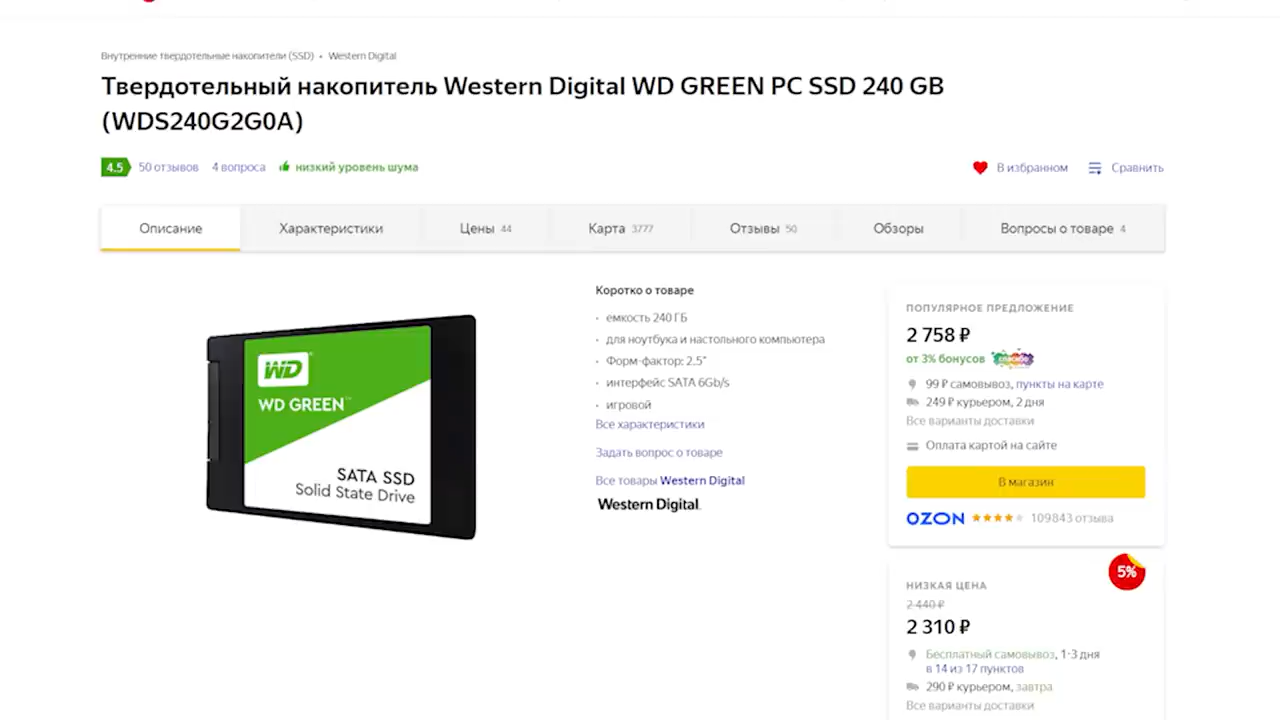 Внутренние твердотельные накопители (SSD) • Western Digital
Твердотельный накопитель Western Digital WD GREEN PC SSD 240 GB
(WDS240G2G0A)
4.5 50 отзывов 4 вопроса низкий уровень шума
В избранном Сравнить
Описание Характеристики Цены 44 Карта 3777 Отзывы 50 Обзоры Вопросы о товаре 4
WD
WD GREEN™
SATA SSD
Solid State Drive
Коротко о товаре
• емкость 240 ГБ
• для ноутбука и настольного компьютера
• Форм-фактор: 2.5"
• интерфейс SATA 6Gb/s
• игровой
Все характеристики
Задать вопрос о товаре
Все товары Western Digital
Western Digital.
ПОПУЛЯРНОЕ ПРЕДЛОЖЕНИЕ
2 758 ₽
от 3% бонусов спасибо
99 ₽ самовывоз, пункты на карте
249 ₽ курьером, 2 дня
Все варианты доставки
Оплата картой на сайте
В магазин
OZON 109843 отзыва
5%
НИЗКАЯ ЦЕНА
2 440 ₽
2 310 ₽
Бесплатный самовывоз, 1-3 дня
в 14 из 17 пунктов
290 ₽ курьером, завтра
Все варианты доставки